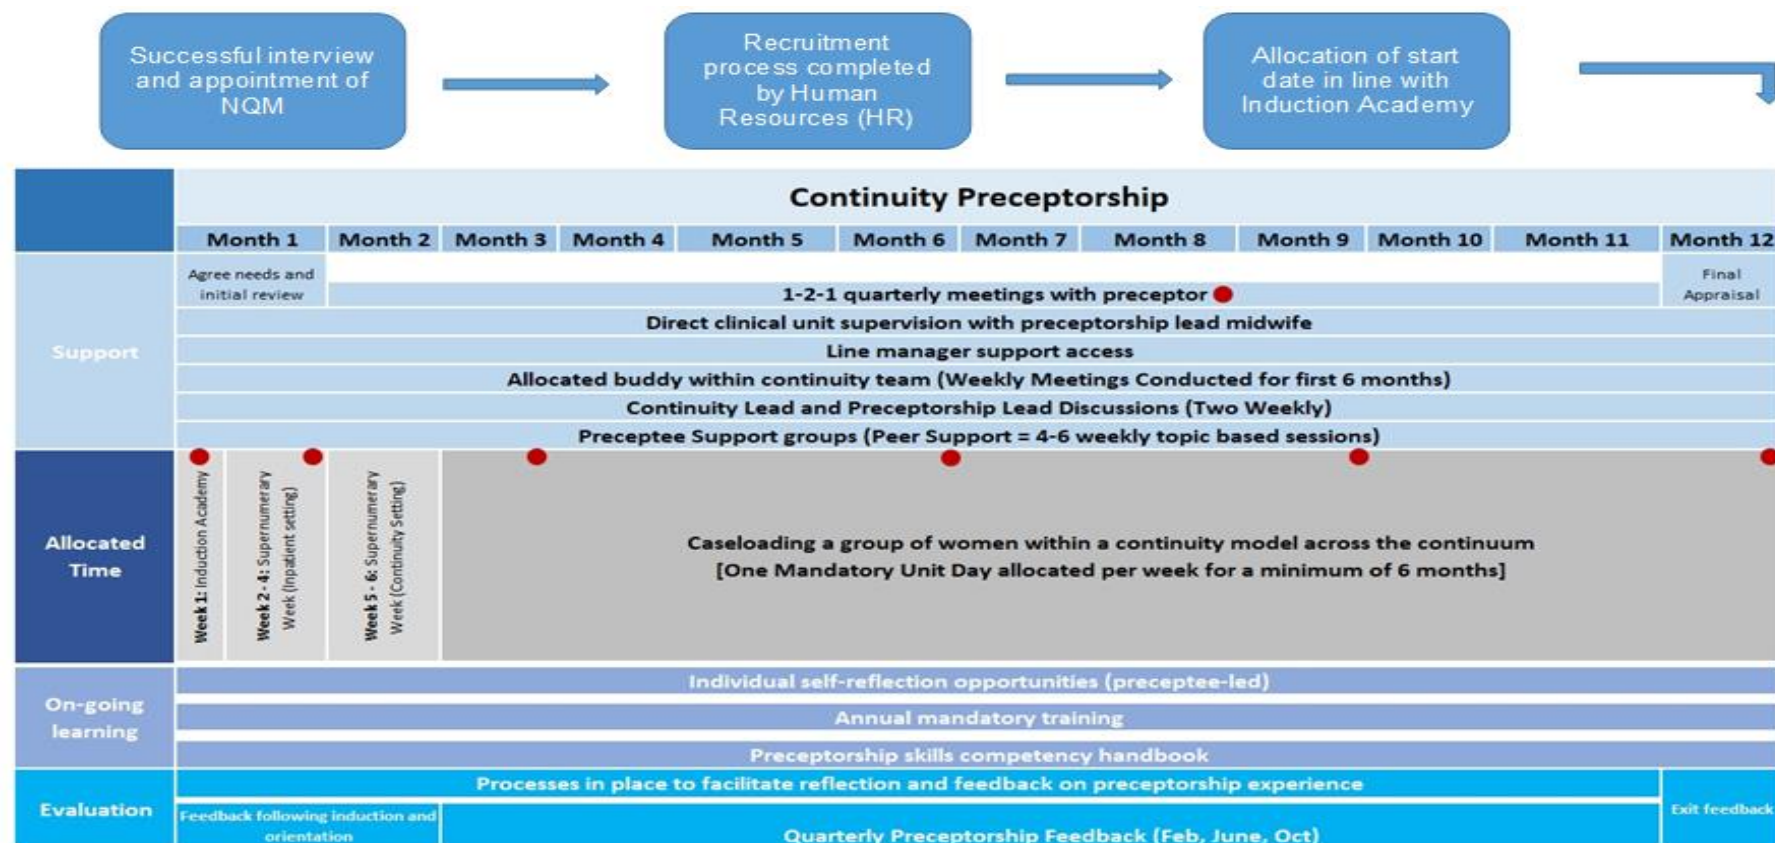 Successful interview
and appointment of
NQM
Recruitment
process completed
by Human
Resources (HR)
Allocation of start
date in line with
Induction Academy
Continuity Preceptorship
Month 1
Month 2
Month 3
Month 4
Month 5
Month 6
Month 7
Month 8
Month 9
Month 10
Month 11
Month 12
Support
Agree needs and
initial review
1-2-1 quarterly meetings with preceptor
Final
Appraisal
Direct clinical unit supervision with preceptorship lead midwife
Line manager support access
Allocated buddy within continuity team (Weekly Meetings Conducted for first 6 months)
Continuity Lead and Preceptorship Lead Discussions (Two Weekly)
Preceptee Support groups (Peer Support = 4-6 weekly topic based sessions)
Allocated
Time
Week 1: Induction Academy
Week 2 - 4: Supernumerary
Week (Inpatient setting)
Week 5 - 6: Supernumerary
Week (Continuity Setting)
Caseloading a group of women within a continuity model across the continuum
[One Mandatory Unit Day allocated per week for a minimum of 6 months]
On-going
learning
Individual self-reflection opportunities (preceptee-led)
Annual mandatory training
Preceptorship skills competency handbook
Evaluation
Processes in place to facilitate reflection and feedback on preceptorship experience
Feedback following induction and
orientation
Quarterly Preceptorship Feedback (Feb, June, Oct)
Exit feedback